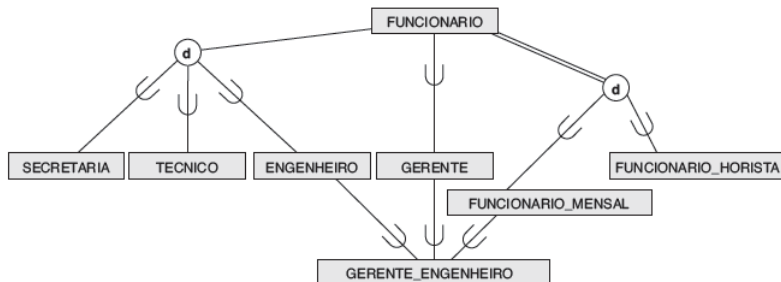 FUNCIONARIO
d
d
SECRETARIA TECNICO ENGENHEIRO GERENTE FUNCIONARIO_HORISTA
FUNCIONARIO_MENSAL
GERENTE_ENGENHEIRO